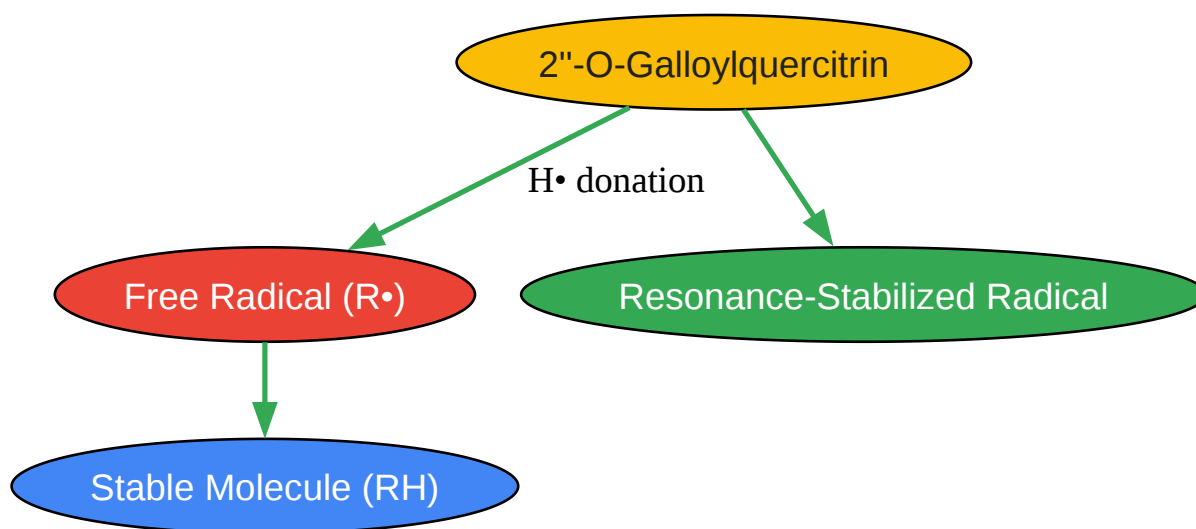 2"-O-Galloylquercitrin
H• donation
Free Radical (R•)
Resonance-Stabilized Radical
Stable Molecule (RH)